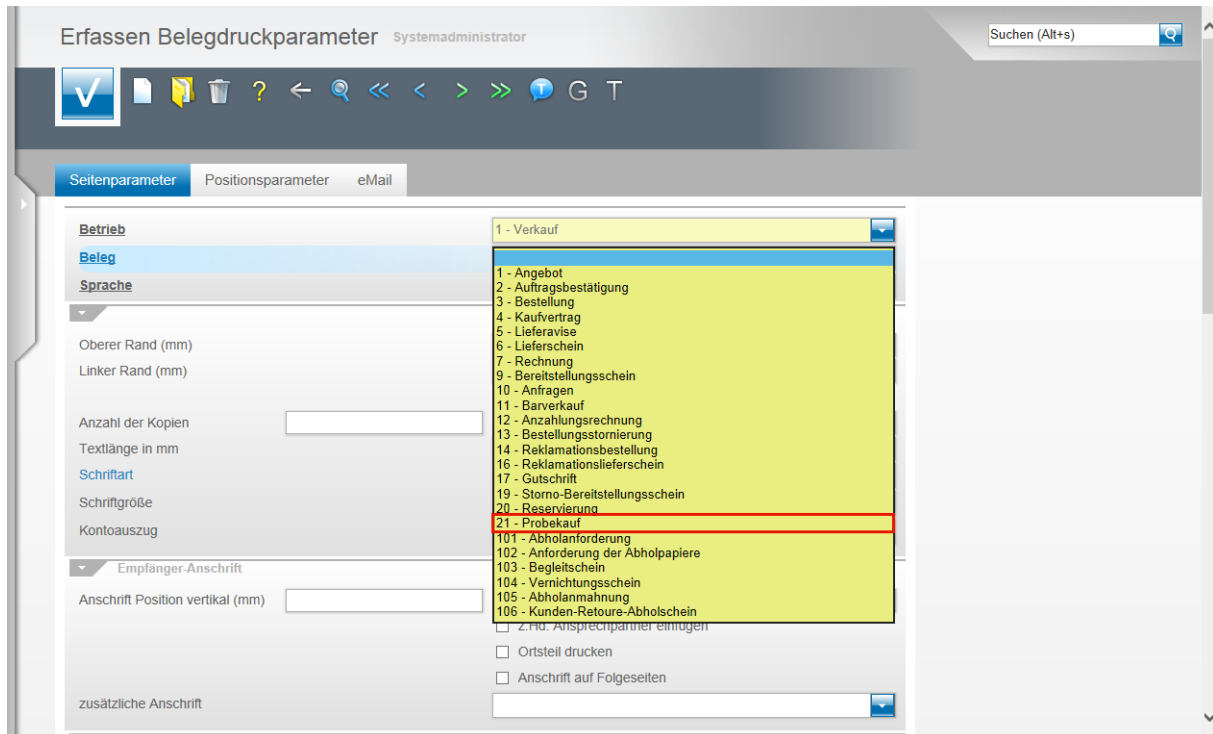 Erfassen Belegdruckparameter Systemadministrator
Suchen (Alt+s)
? G T
Seitenparameter Positionsparameter eMail
Betrieb 1 - Verkauf
Beleg
Sprache
1 - Angebot
2 - Auftragsbestätigung
3 - Bestellung
4 - Kaufvertrag
5 - Lieferavise
6 - Lieferschein
7 - Rechnung
9 - Bereitstellungsschein
10 - Anfragen
11 - Barverkauf
12 - Anzahlungsrechnung
13 - Bestellungsstornierung
14 - Reklamationsbestellung
16 - Reklamationslieferschein
17 - Gutschrift
19 - Storno-Bereitstellungsschein
20 - Reservierung
21 - Probekauf
101 - Abholanforderung
102 - Anforderung der Abholpapiere
103 - Begleitschein
104 - Vernichtungsschein
105 - Abholanmahnung
106 - Kunden-Retoure-Abholschein
Oberer Rand (mm)
Linker Rand (mm)
Anzahl der Kopien
Textlänge in mm
Schriftart
Schriftgröße
Kontoauszug
Empfänger-Anschrift
Anschrift Position vertikal (mm)
z.Hd. Ansprechpartner einfügen
Ortsteil drucken
Anschrift auf Folgeseiten
zusätzliche Anschrift